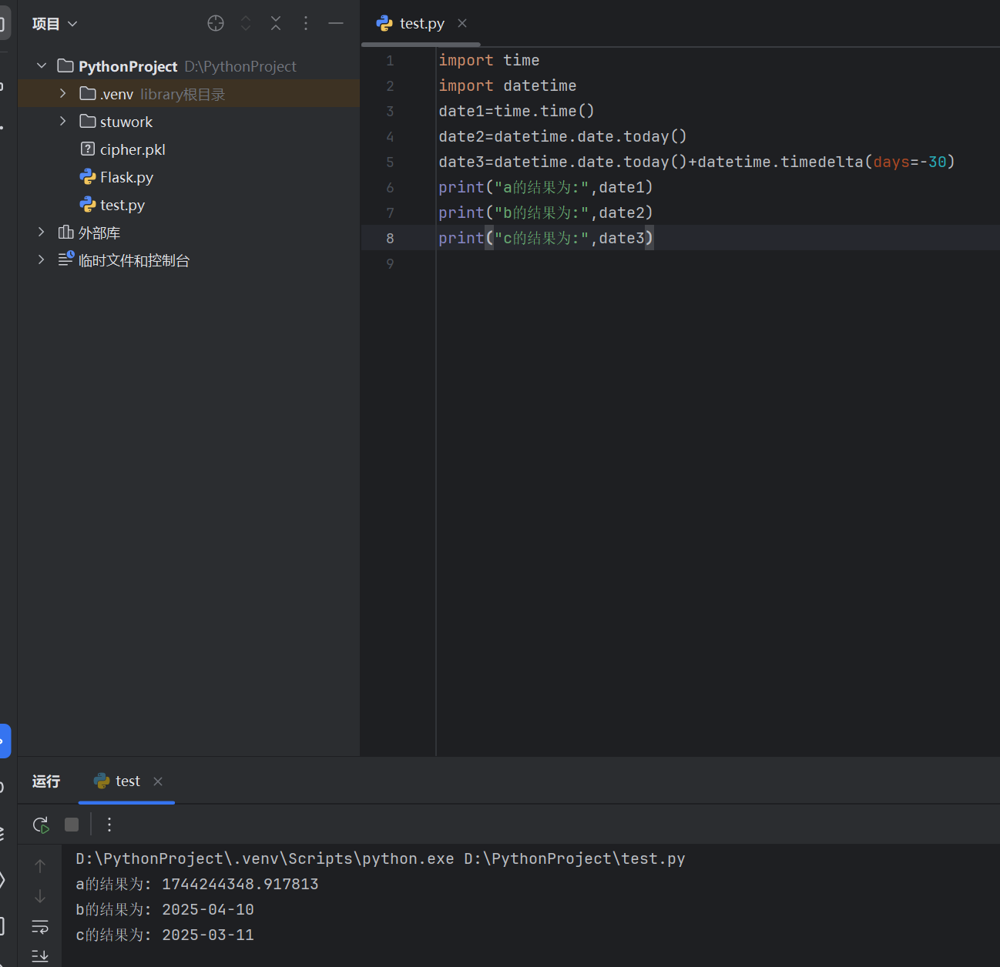 项目
PythonProject D:\PythonProject
.venv library根目录
stuwork
cipher.pkl
Flask.py
test.py
外部库
临时文件和控制台
test.py
1 import time
2 import datetime
3 date1=time.time()
4 date2=datetime.date.today()
5 date3=datetime.date.today()+datetime.timedelta(days=-30)
6 print("a的结果为:",date1)
7 print("b的结果为:",date2)
8 print("c的结果为:",date3)
9
运行 test
D:\PythonProject\.venv\Scripts\python.exe D:\PythonProject\test.py
a的结果为: 1744244348.917813
b的结果为: 2025-04-10
c的结果为: 2025-03-11